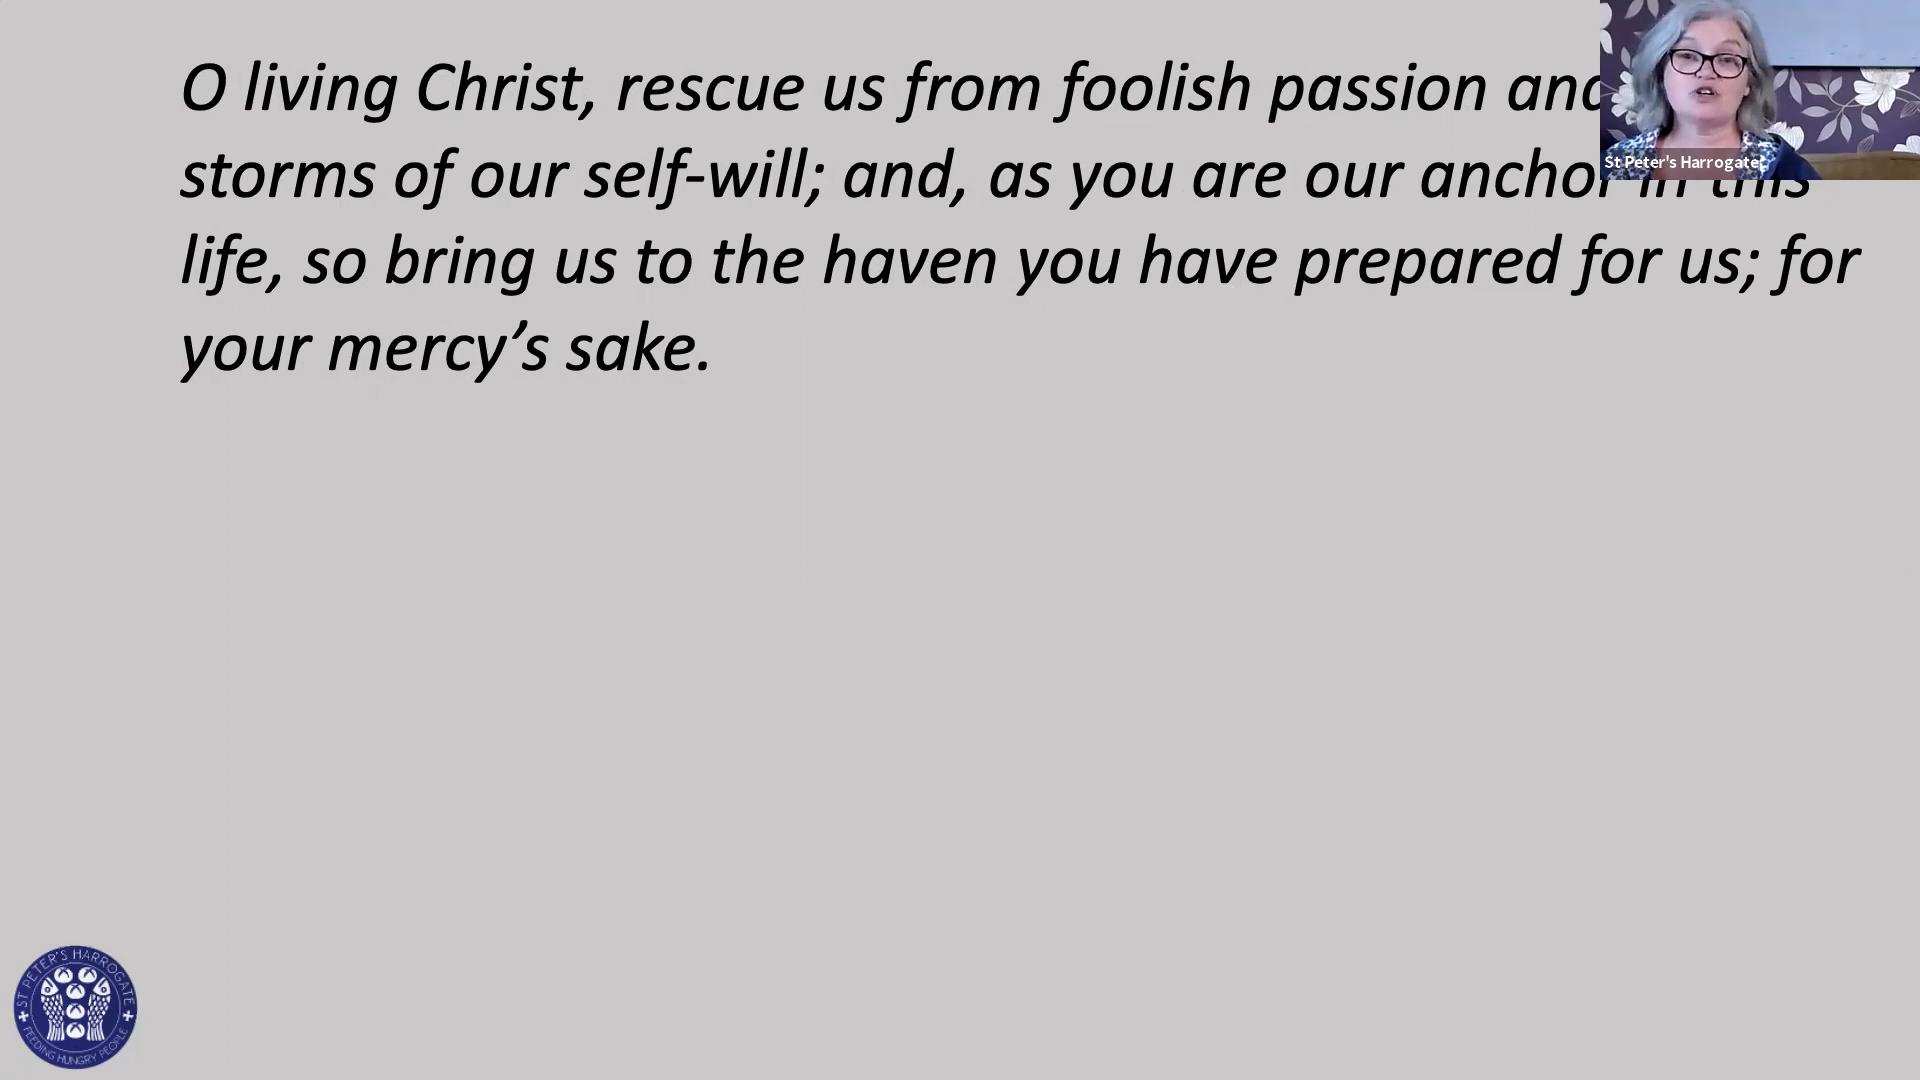 O living Christ, rescue us from foolish passion and
storms of our self-will; and, as you are our anchor in this
life, so bring us to the haven you have prepared for us; for
your mercy’s sake.
St Peter's Harrogate
ST PETER'S HARROGATE
FEEDING HUNGRY PEOPLE